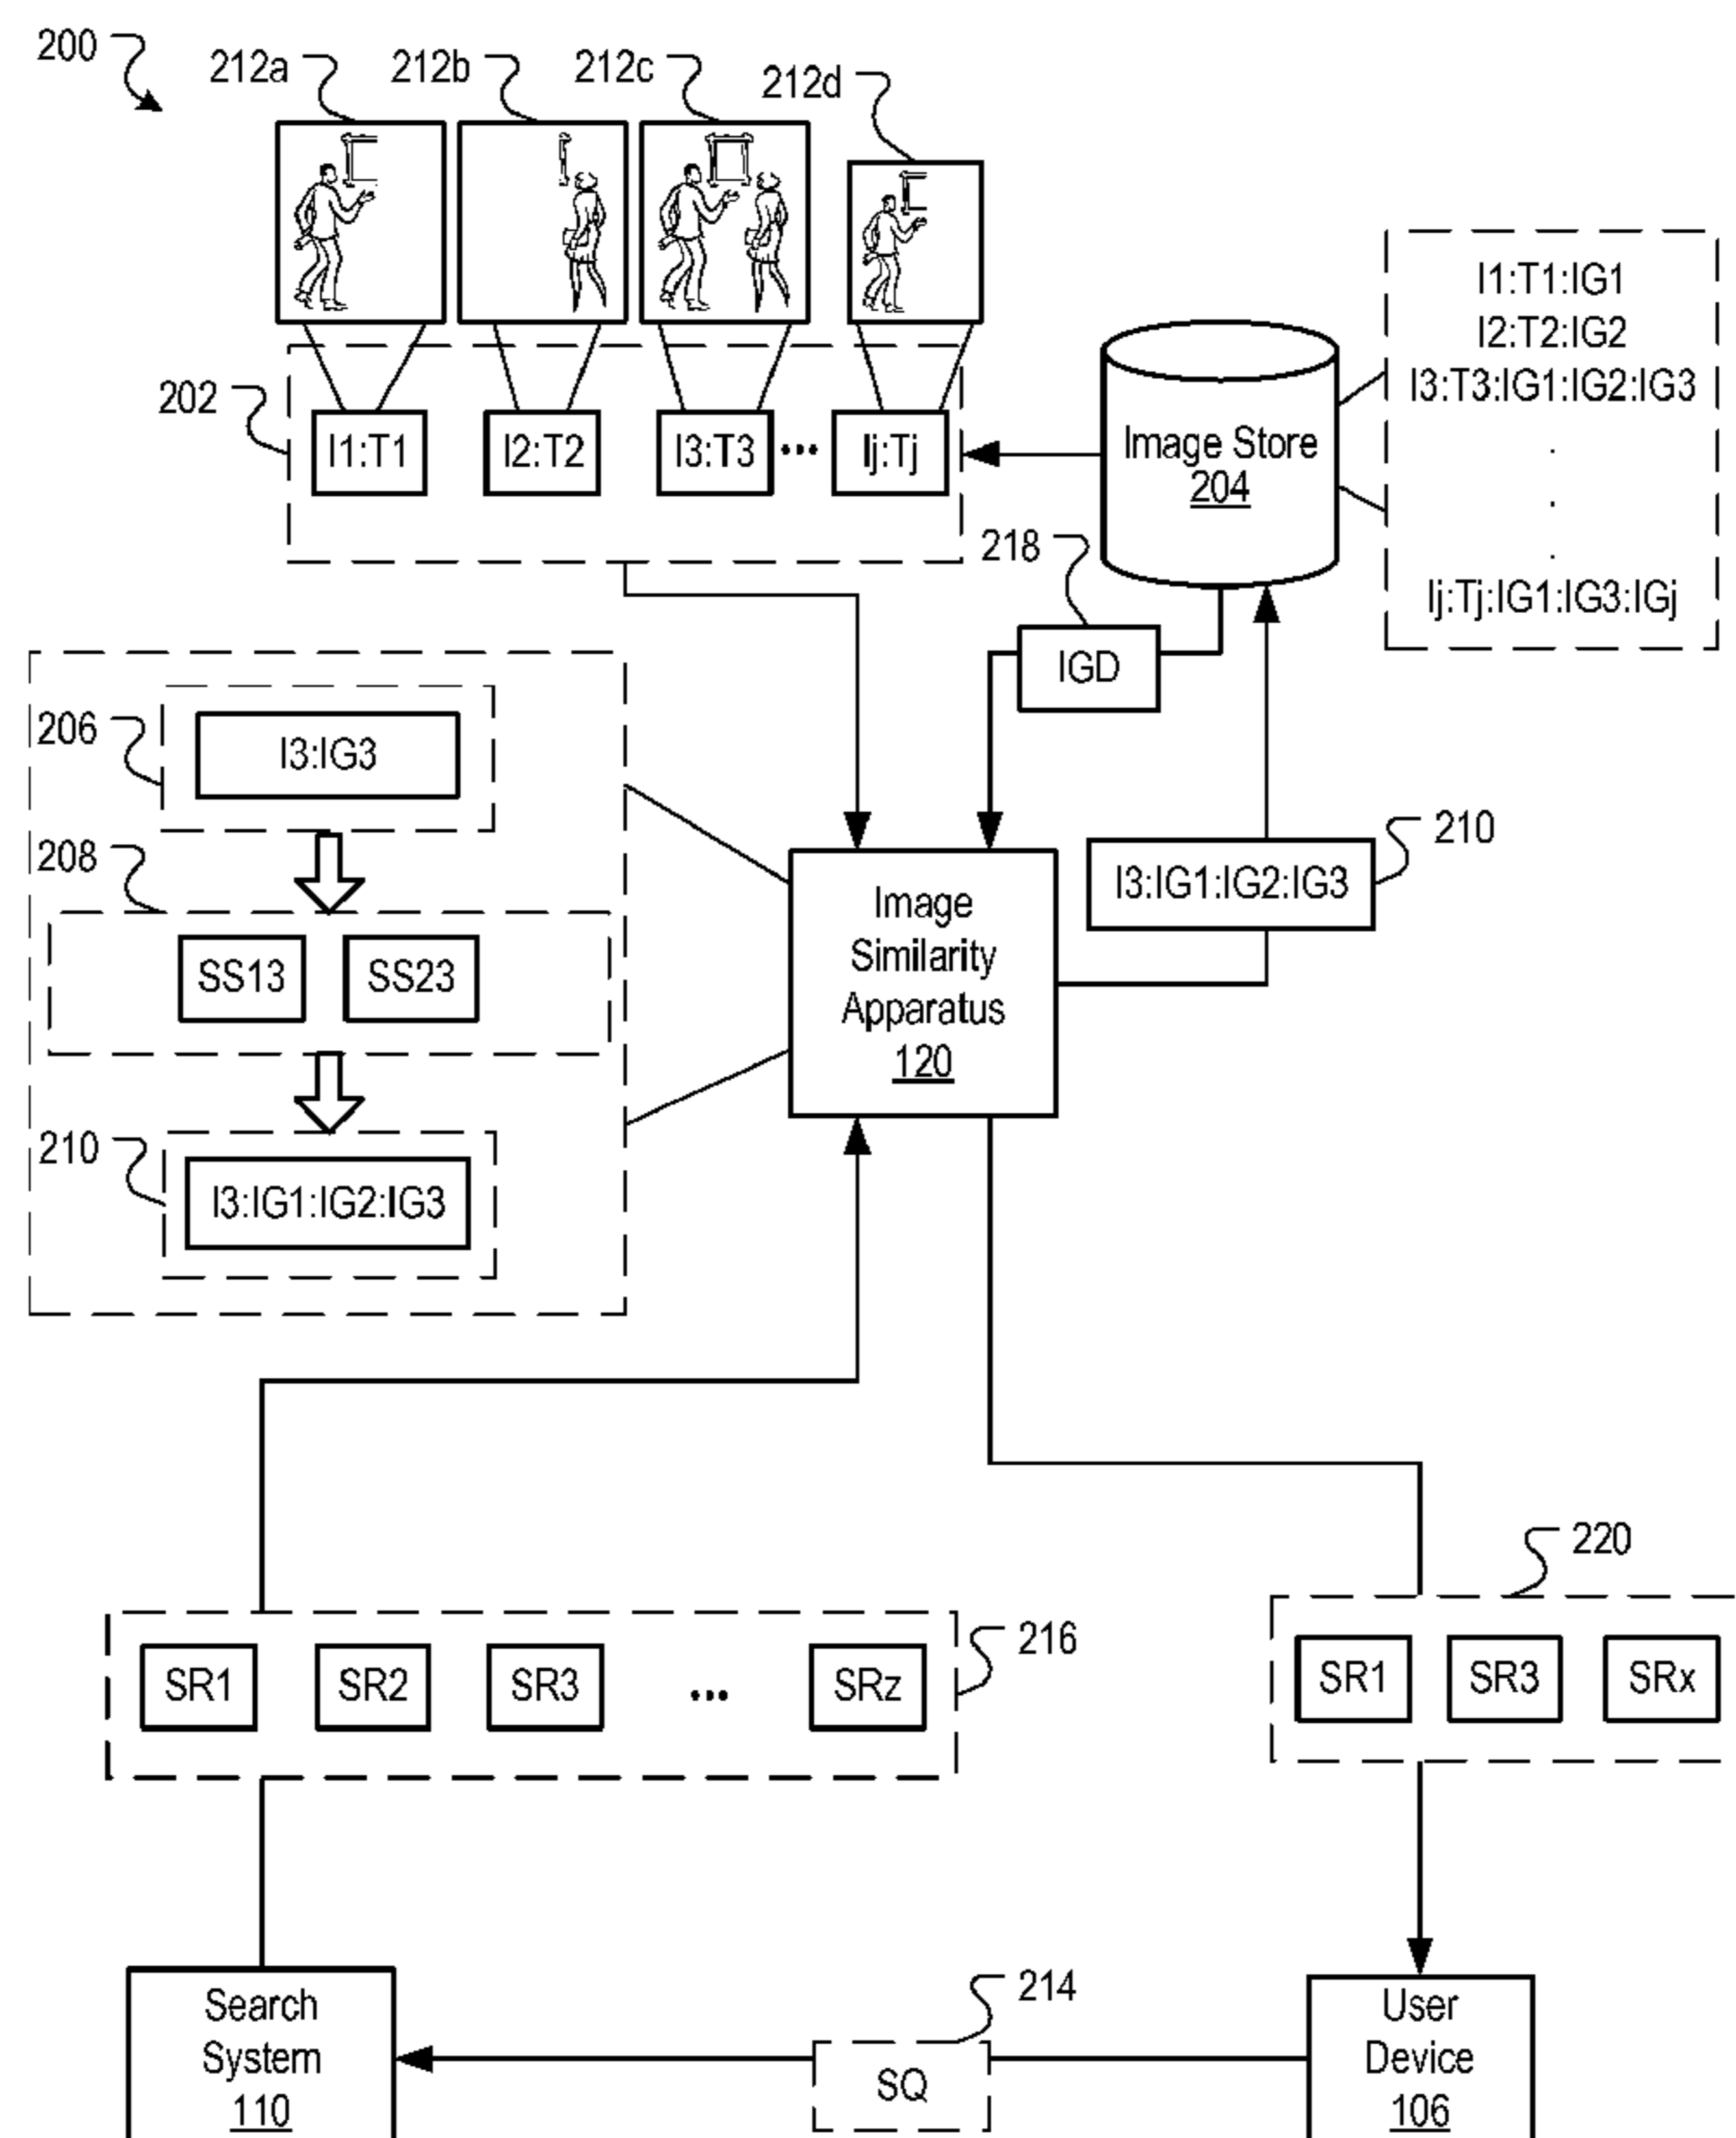 200
212a
212b
212c
212d
I1:T1:IG1
I2:T2:IG2
I3:T3:IG1:IG2:IG3
.
.
.
Ij:Tj:IG1:IG3:IGj
202
I1:T1
I2:T2
I3:T3
...
Ij:Tj
Image Store
204
218
IGD
206
I3:IG3
208
SS13
SS23
210
I3:IG1:IG2:IG3
Image
Similarity
Apparatus
120
I3:IG1:IG2:IG3
210
220
SR1
SR3
SRx
216
SR1
SR2
SR3
...
SRz
Search
System
110
214
SQ
User
Device
106